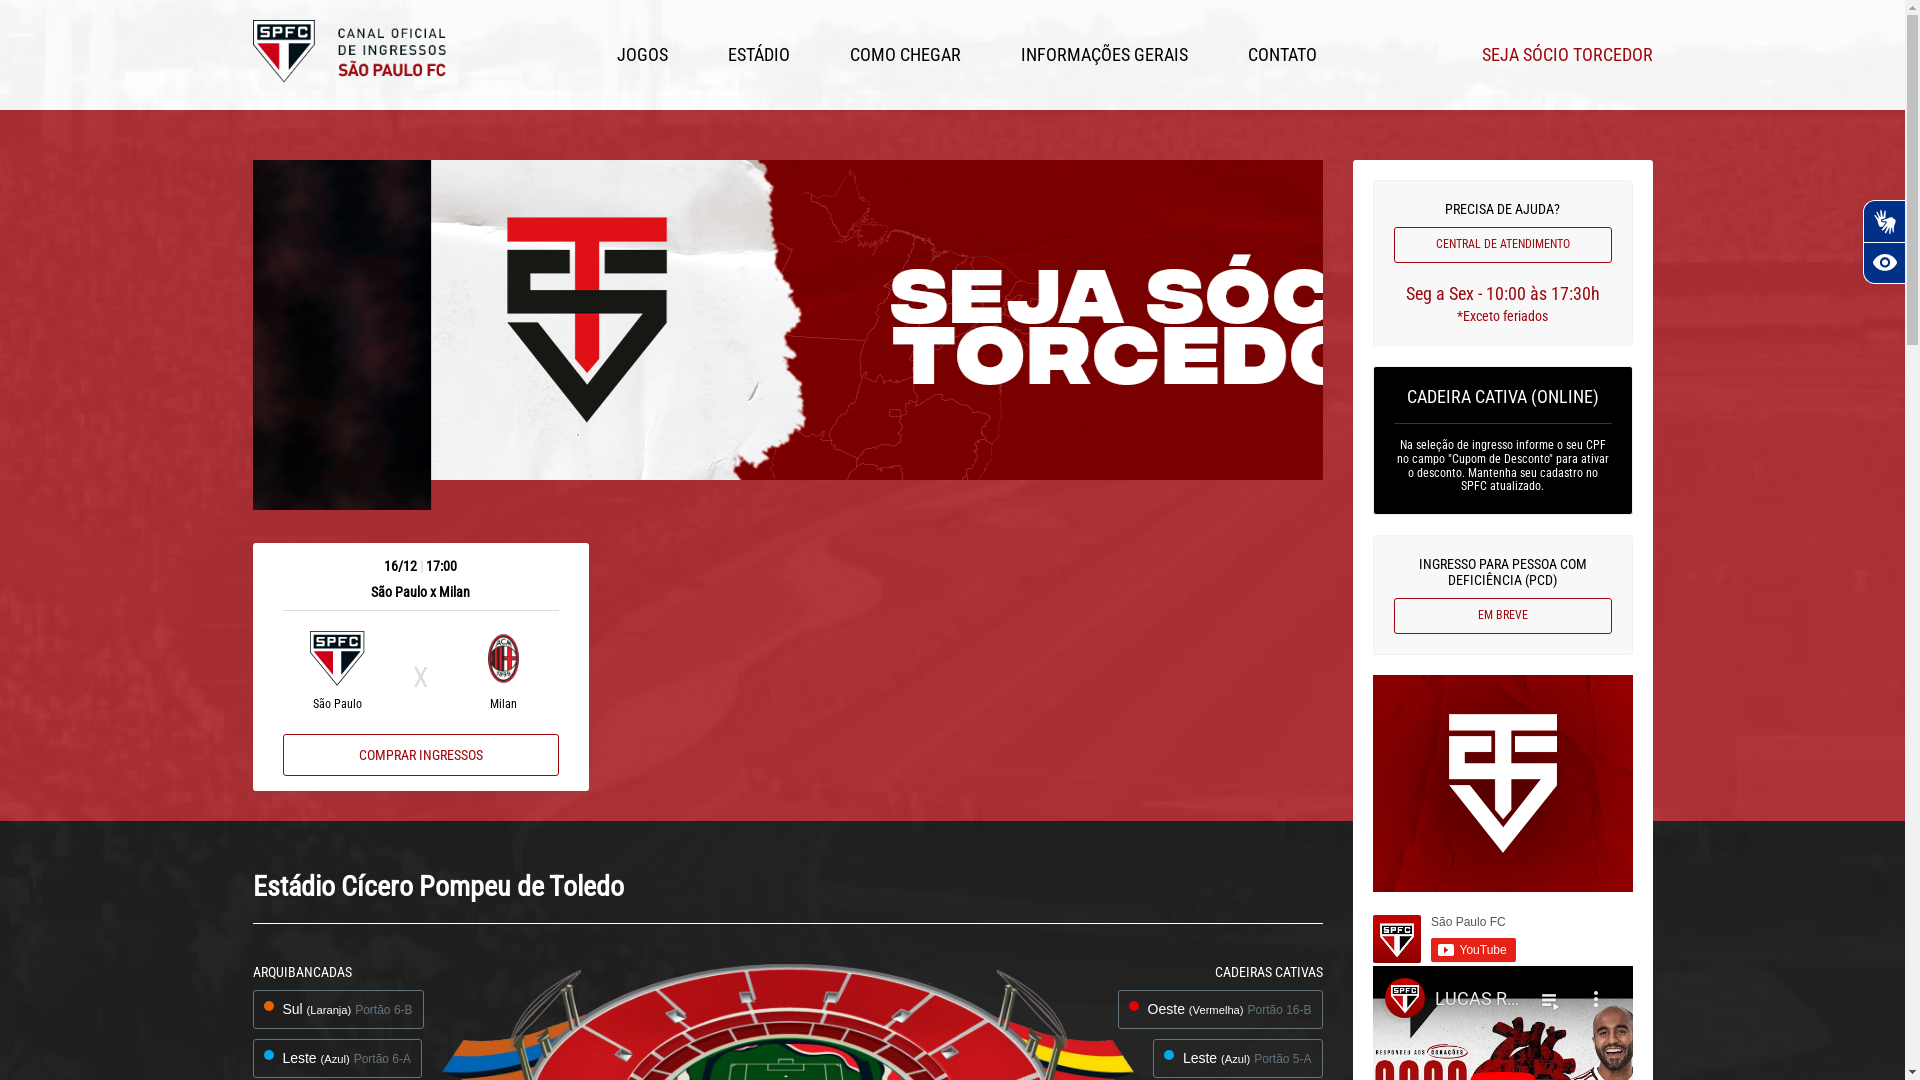 SPFC
CANAL OFICIAL
DE INGRESSOS
SÃO PAULO FC
JOGOS
ESTÁDIO
COMO CHEGAR
INFORMAÇÕES GERAIS
CONTATO
SEJA SÓCIO TORCEDOR
SEJA SÓC
TORCEDO
PRECISA DE AJUDA?
CENTRAL DE ATENDIMENTO
Seg a Sex - 10:00 às 17:30h
*Exceto feriados
CADEIRA CATIVA (ONLINE)
Na seleção de ingresso informe o seu CPF
no campo "Cupom de Desconto" para ativar
o desconto. Mantenha seu cadastro no
SPFC atualizado.
INGRESSO PARA PESSOA COM
DEFICIÊNCIA (PCD)
EM BREVE
16/12 | 17:00
São Paulo x Milan
SPFC
X
São Paulo
Milan
COMPRAR INGRESSOS
São Paulo FC
SPFC
YouTube
SPFC
LUCAS R...
RESPONDEU AOS CORAÇÕES
Estádio Cícero Pompeu de Toledo
ARQUIBANCADAS
Sul (Laranja) Portão 6-B
Leste (Azul) Portão 6-A
CADEIRAS CATIVAS
Oeste (Vermelha) Portão 16-B
Leste (Azul) Portão 5-A